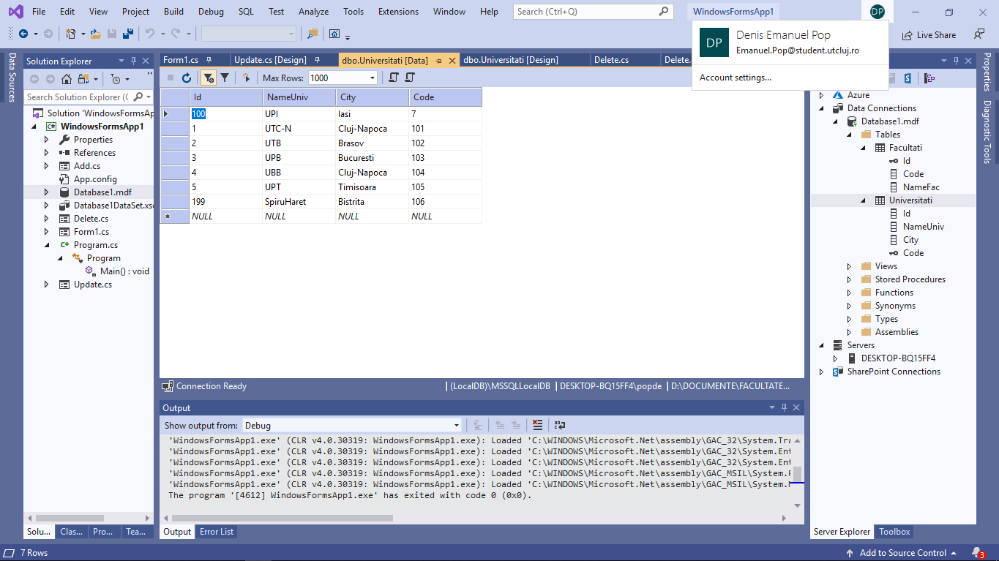 File Edit View Project Build Debug SQL Test Analyze Tools Extensions Window Help Search (Ctrl+Q) WindowsFormsApp1 DP
Denis Emanuel Pop
DP
Emanuel.Pop@student.utcluj.ro
Account settings...
Live Share
Data Sources
Solution Explorer
Search Solution Explorer (C
Solution 'WindowsFormsAp
WindowsFormsApp1
Properties
References
Add.cs
App.config
Database1.mdf
Database1DataSet.xsd
Delete.cs
Form1.cs
Program.cs
Program
Main() : void
Update.cs
Solu... Clas... Pro... Tea...
Form1.cs Update.cs [Design] dbo.Universitati [Data] dbo.Universitati [Design] Delete.cs Delete.
Max Rows: 1000
Id NameUniv City Code
100 UPI Iasi 7
1 UTC-N Cluj-Napoca 101
2 UTB Brasov 102
3 UPB Bucuresti 103
4 UBB Cluj-Napoca 104
5 UPT Timisoara 105
199 SpiruHaret Bistrita 106
NULL NULL NULL NULL
Connection Ready | (LocalDB)\MSSQLLocalDB | DESKTOP-BQ15FF4\popde | D:\DOCUMENTE\FACULTATE...
Output
Show output from: Debug
'WindowsFormsApp1.exe' (CLR v4.0.30319: WindowsFormsApp1.exe): Loaded 'C:\WINDOWS\Microsoft.Net\assembly\GAC_32\System.Tra
'WindowsFormsApp1.exe' (CLR v4.0.30319: WindowsFormsApp1.exe): Loaded 'C:\WINDOWS\Microsoft.Net\assembly\GAC_32\System.Ent
'WindowsFormsApp1.exe' (CLR v4.0.30319: WindowsFormsApp1.exe): Loaded 'C:\WINDOWS\Microsoft.Net\assembly\GAC_32\System.Ent
'WindowsFormsApp1.exe' (CLR v4.0.30319: WindowsFormsApp1.exe): Loaded 'C:\WINDOWS\Microsoft.Net\assembly\GAC_MSIL\System.
'WindowsFormsApp1.exe' (CLR v4.0.30319: WindowsFormsApp1.exe): Loaded 'C:\WINDOWS\Microsoft.Net\assembly\GAC_MSIL\System.
The program '[4612] WindowsFormsApp1.exe' has exited with code 0 (0x0).
Output Error List
Azure
Data Connections
Database1.mdf
Tables
Facultati
Id
Code
NameFac
Universitati
Id
NameUniv
City
Code
Views
Stored Procedures
Functions
Synonyms
Types
Assemblies
Servers
DESKTOP-BQ15FF4
SharePoint Connections
Server Explorer Toolbox
Properties
Diagnostic Tools
7 Rows Add to Source Control 3